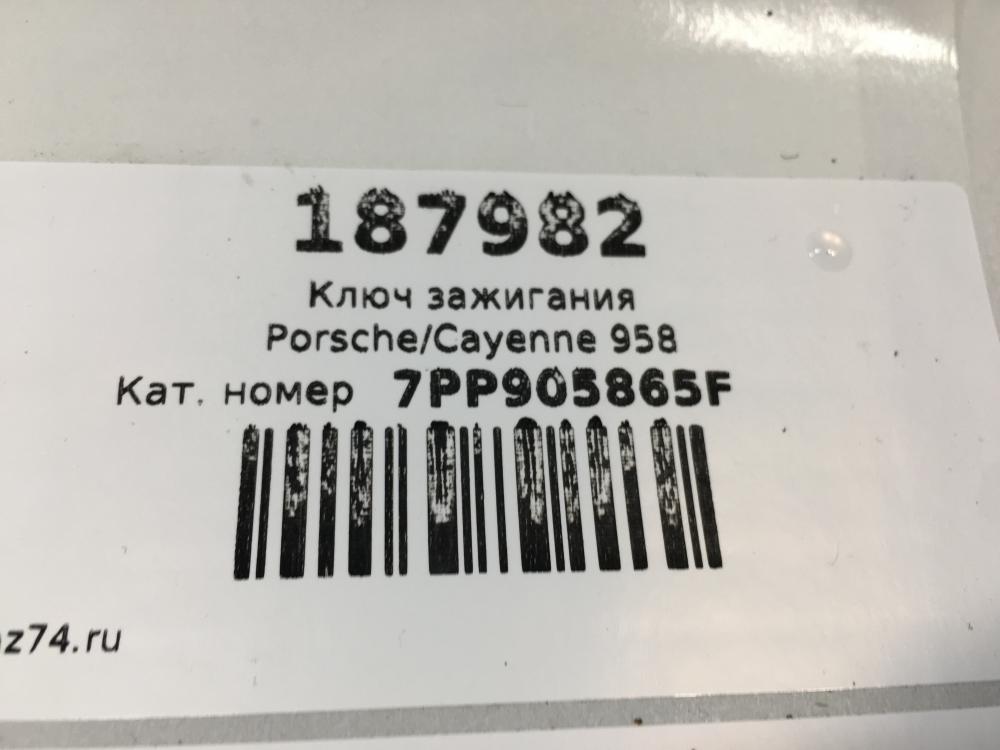 187982
Ключ зажигания
Porsche/Cayenne 958
Кат. номер 7PP905865F
z74.ru